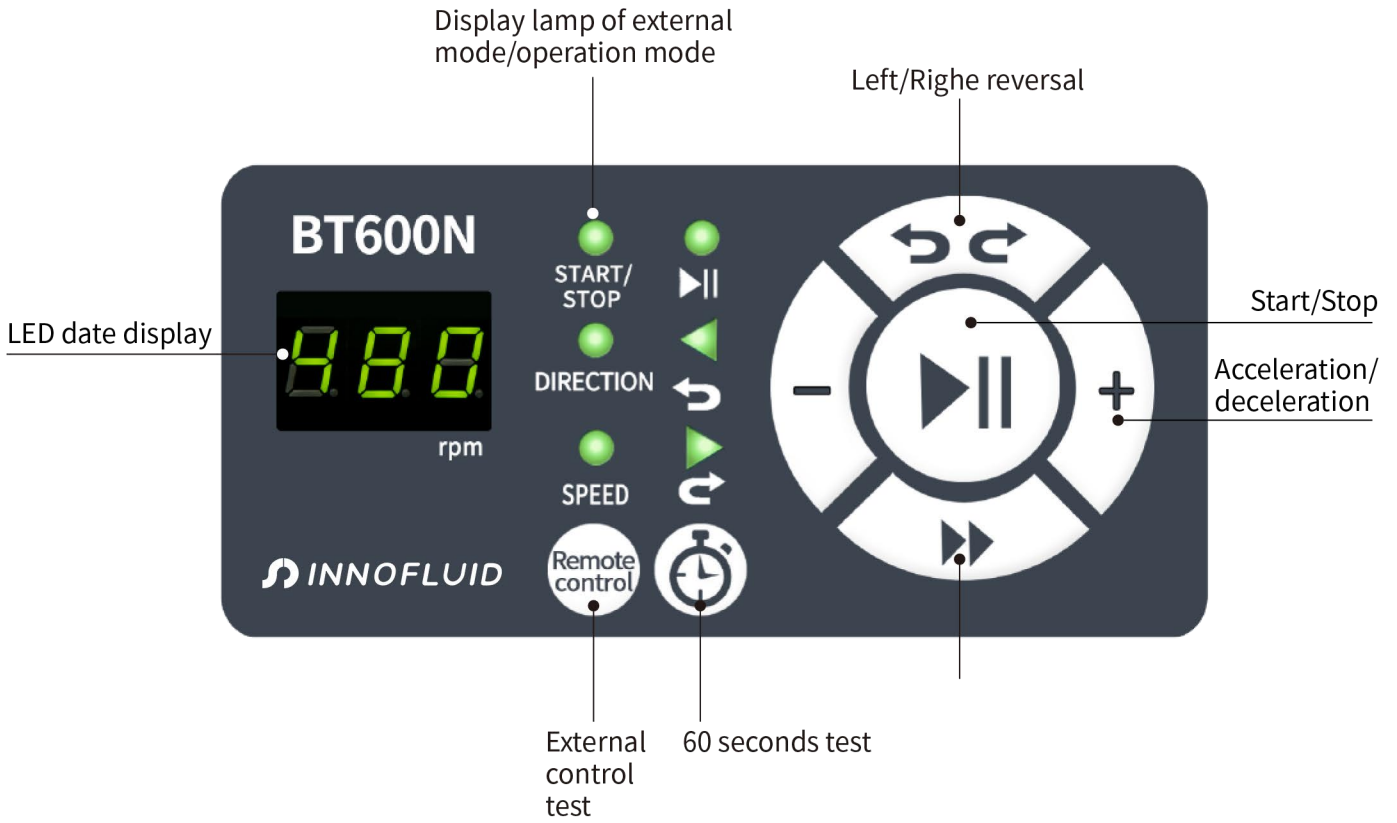 Display lamp of external
mode/operation mode
Left/Righe reversal
BT600N
START/
STOP
LED date display
480
DIRECTION
rpm
SPEED
INNOFLUID
Remote
control
Start/Stop
Acceleration/
deceleration
External
control
test
60 seconds test